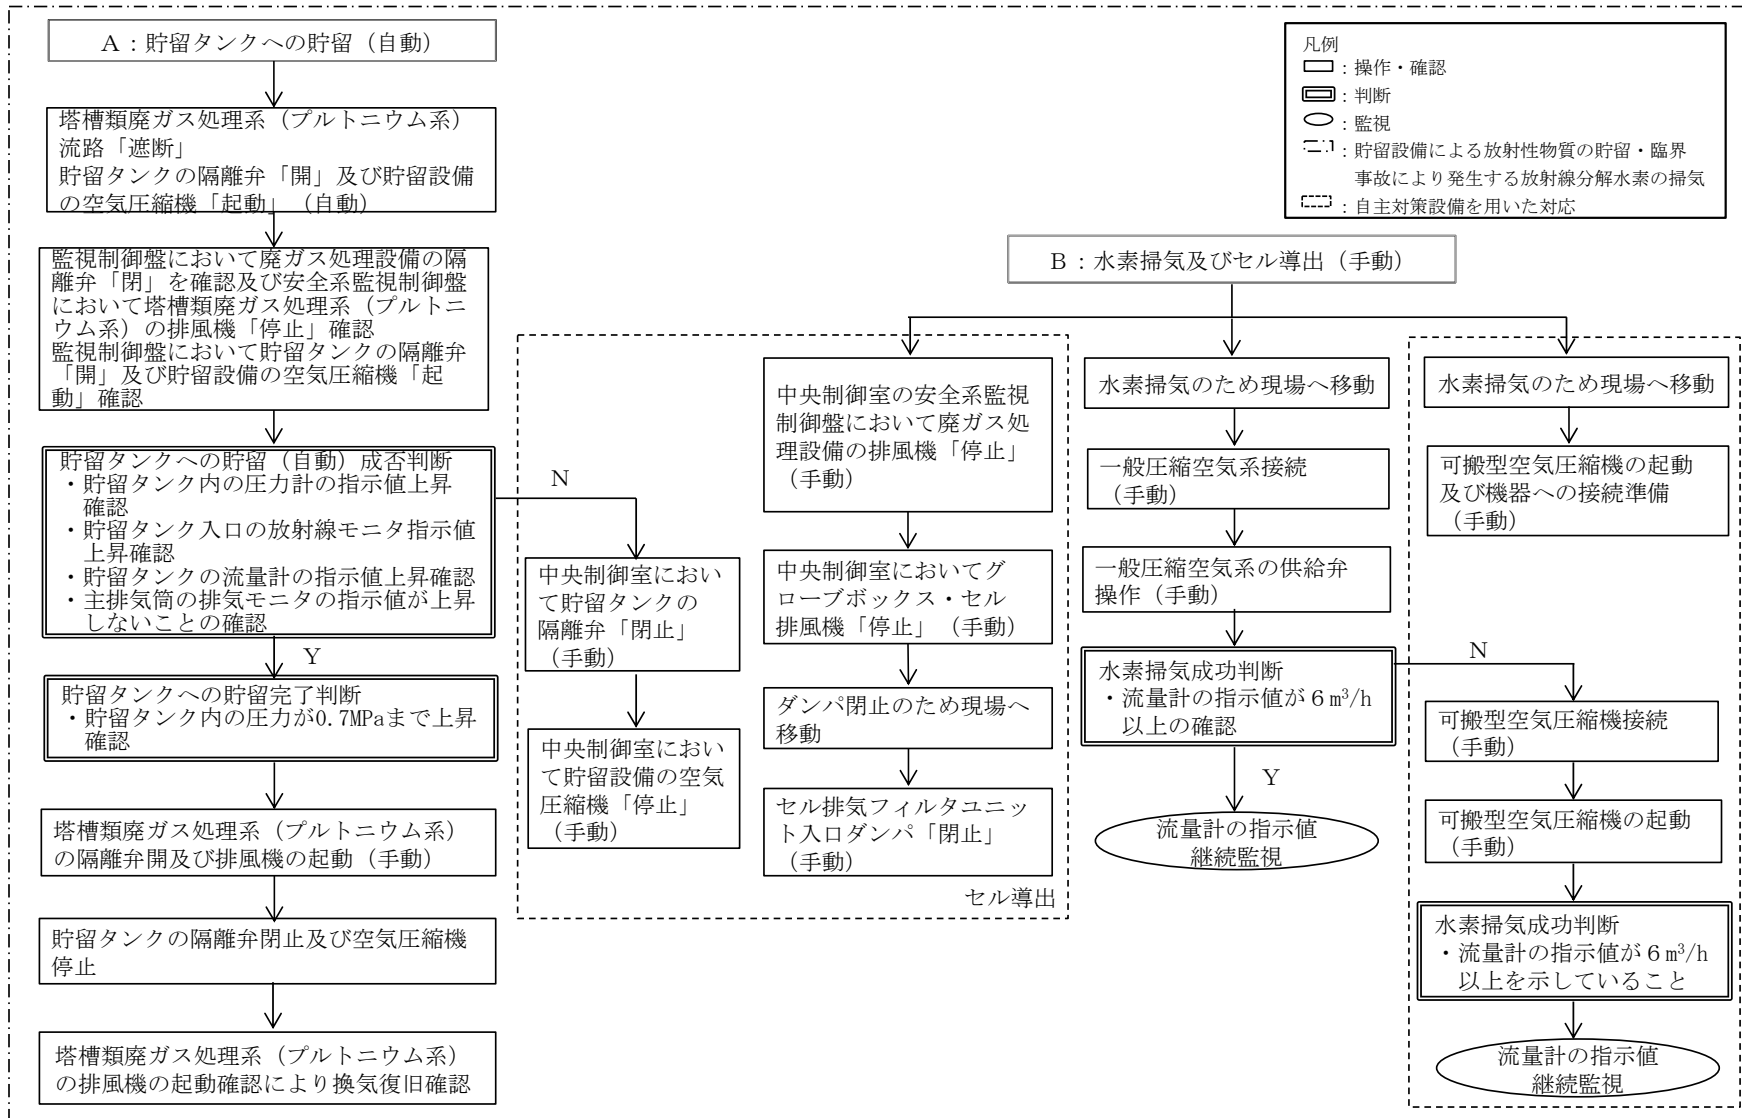 A：貯留タンクへの貯留（自動）
塔槽類廃ガス処理系（プルトニウム系）
流路「遮断」
貯留タンクの隔離弁「開」及び貯留設備
の空気圧縮機「起動」（自動）
監視制御盤において廃ガス処理設備の隔
離弁「閉」を確認及び安全系監視制御盤
において塔槽類廃ガス処理系（プルトニ
ウム系）の排風機「停止」確認
監視制御盤において貯留タンクの隔離弁
「開」及び貯留設備の空気圧縮機「起
動」確認
貯留タンクへの貯留（自動）成否判断
・貯留タンク内の圧力計の指示値上昇
確認
・貯留タンク入口の放射線モニタ指示値
上昇確認
・貯留タンクの流量計の指示値上昇確認
・主排気筒の排気モニタの指示値が上昇
しないことの確認
N
Y
貯留タンクへの貯留完了判断
・貯留タンク内の圧力が0.7MPaまで上昇
確認
塔槽類廃ガス処理系（プルトニウム系）
の隔離弁開及び排風機の起動（手動）
貯留タンクの隔離弁閉止及び空気圧縮機
停止
塔槽類廃ガス処理系（プルトニウム系）
の排風機の起動確認により換気復旧確認
中央制御室におい
て貯留タンクの
隔離弁「閉止」
（手動）
中央制御室におい
て貯留設備の空気
圧縮機「停止」
（手動）
凡例
：操作・確認
：判断
：監視
：貯留設備による放射性物質の貯留・臨界
事故により発生する放射線分解水素の掃気
：自主対策設備を用いた対応
B：水素掃気及びセル導出（手動）
中央制御室の安全系監視
制御盤において廃ガス処
理設備の排風機「停止」
（手動）
中央制御室においてグ
ローブボックス・セル
排風機「停止」（手動）
ダンパ閉止のため現場へ
移動
セル排気フィルタユニッ
ト入口ダンパ「閉止」
（手動）
セル導出
水素掃気のため現場へ移動
一般圧縮空気系接続
（手動）
一般圧縮空気系の供給弁
操作（手動）
水素掃気成功判断
・流量計の指示値が６m³/h
以上の確認
N
Y
流量計の指示値
継続監視
水素掃気のため現場へ移動
可搬型空気圧縮機の起動
及び機器への接続準備
（手動）
可搬型空気圧縮機接続
（手動）
可搬型空気圧縮機の起動
（手動）
水素掃気成功判断
・流量計の指示値が６m³/h
以上を示していること
流量計の指示値
継続監視